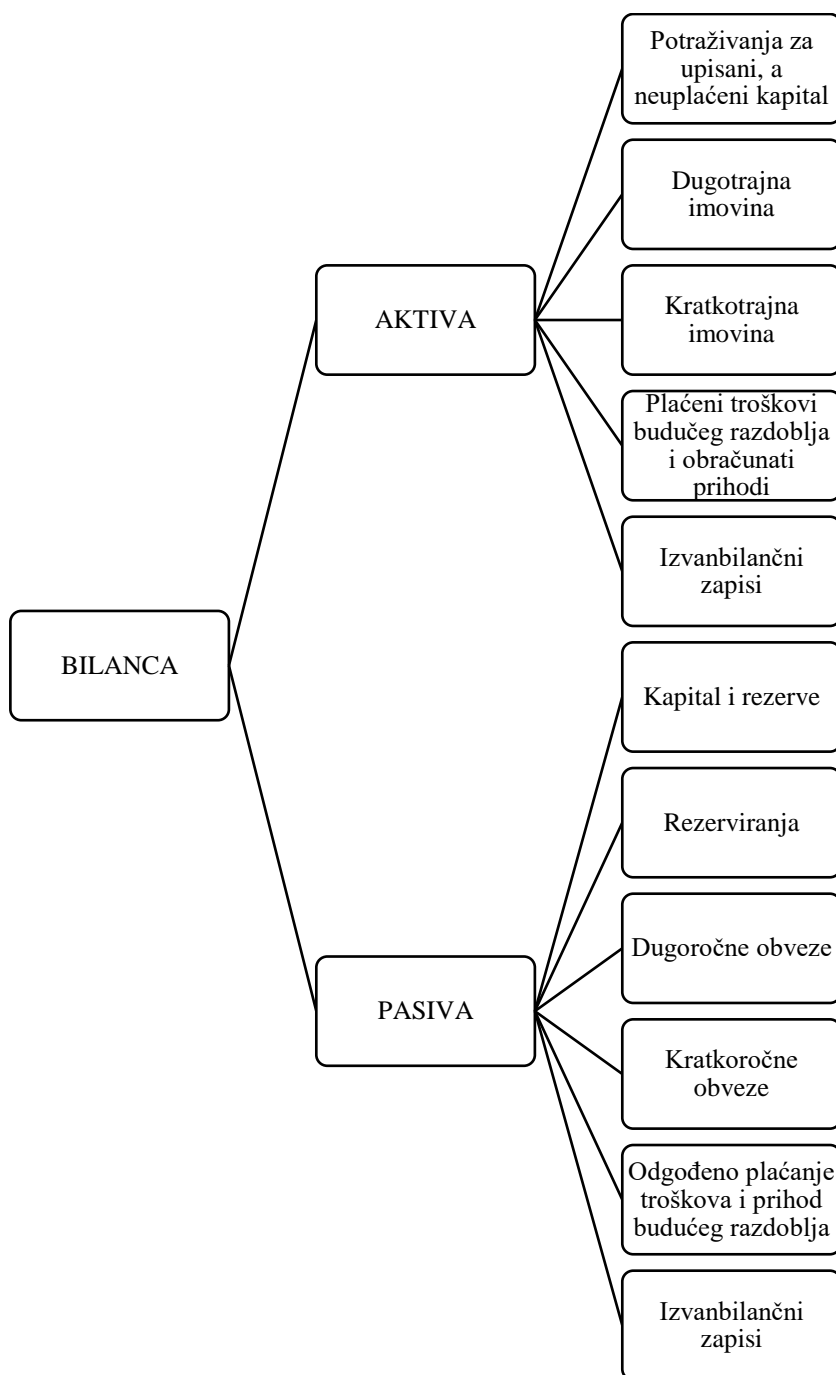 Potraživanja za
upisani, a
neuplaćeni kapital
Dugotrajna
imovina
AKTIVA
Kratkotrajna
imovina
Plaćeni troškovi
budučeg razdoblja
i obračunati
prihodi
Izvanbilančni
zapisi
BILANCA
Kapital i rezerve
Rezerviranja
Dugoročne obveze
PASIVA
Kratkoročne
obveze
Odgođeno plaćanje
troškova i prihod
budućeg razdoblja
Izvanbilančni
zapisi